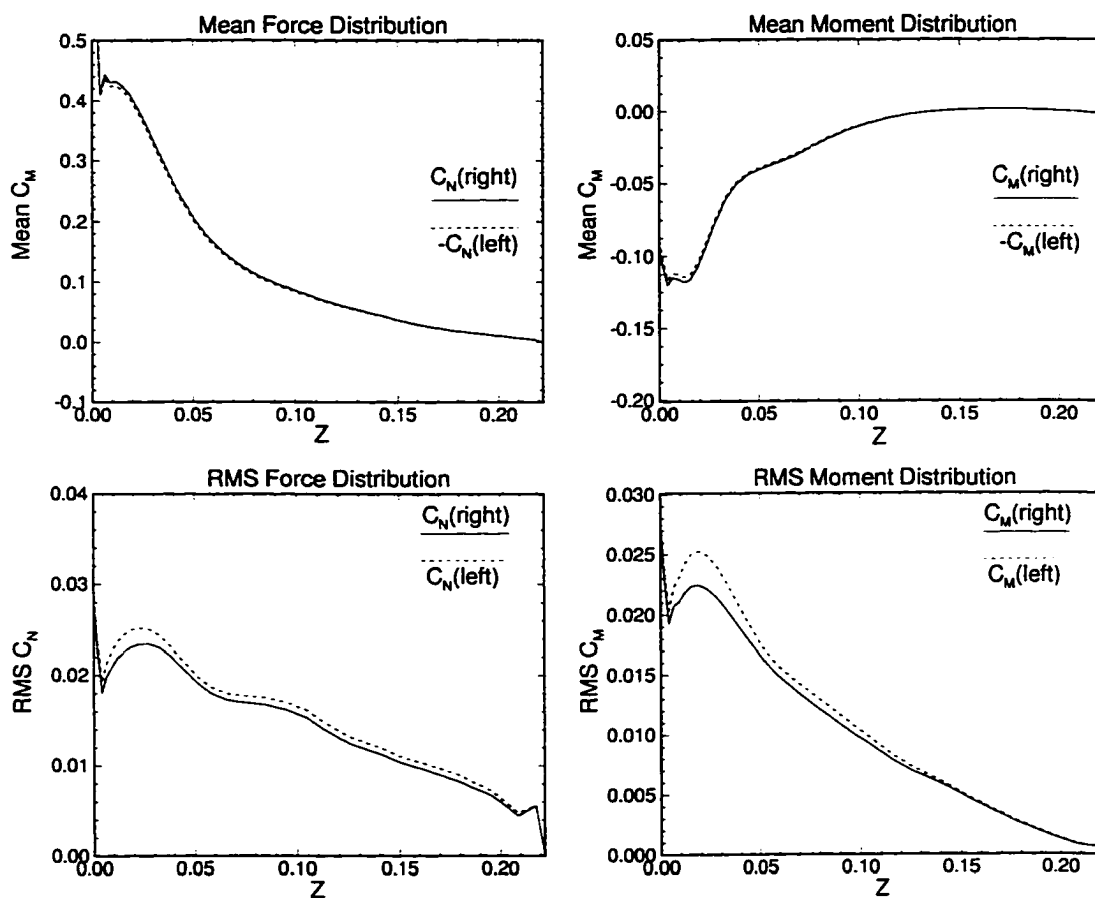 Mean Force Distribution
0.5
0.4
0.3
0.2
0.1
0.0
-0.1
Mean C_M
C_N(right)
-C_N(left)
0.00 0.05 0.10 0.15 0.20
Z
Mean Moment Distribution
0.05
0.00
-0.05
-0.10
-0.15
-0.20
Mean C_M
C_M(right)
-C_M(left)
0.00 0.05 0.10 0.15 0.20
Z
RMS Force Distribution
0.04
0.03
0.02
0.01
0.00
RMS C_N
C_N(right)
C_N(left)
0.00 0.05 0.10 0.15 0.20
Z
RMS Moment Distribution
0.030
0.025
0.020
0.015
0.010
0.005
0.000
RMS C_M
C_M(right)
C_M(left)
0.00 0.05 0.10 0.15 0.20
Z